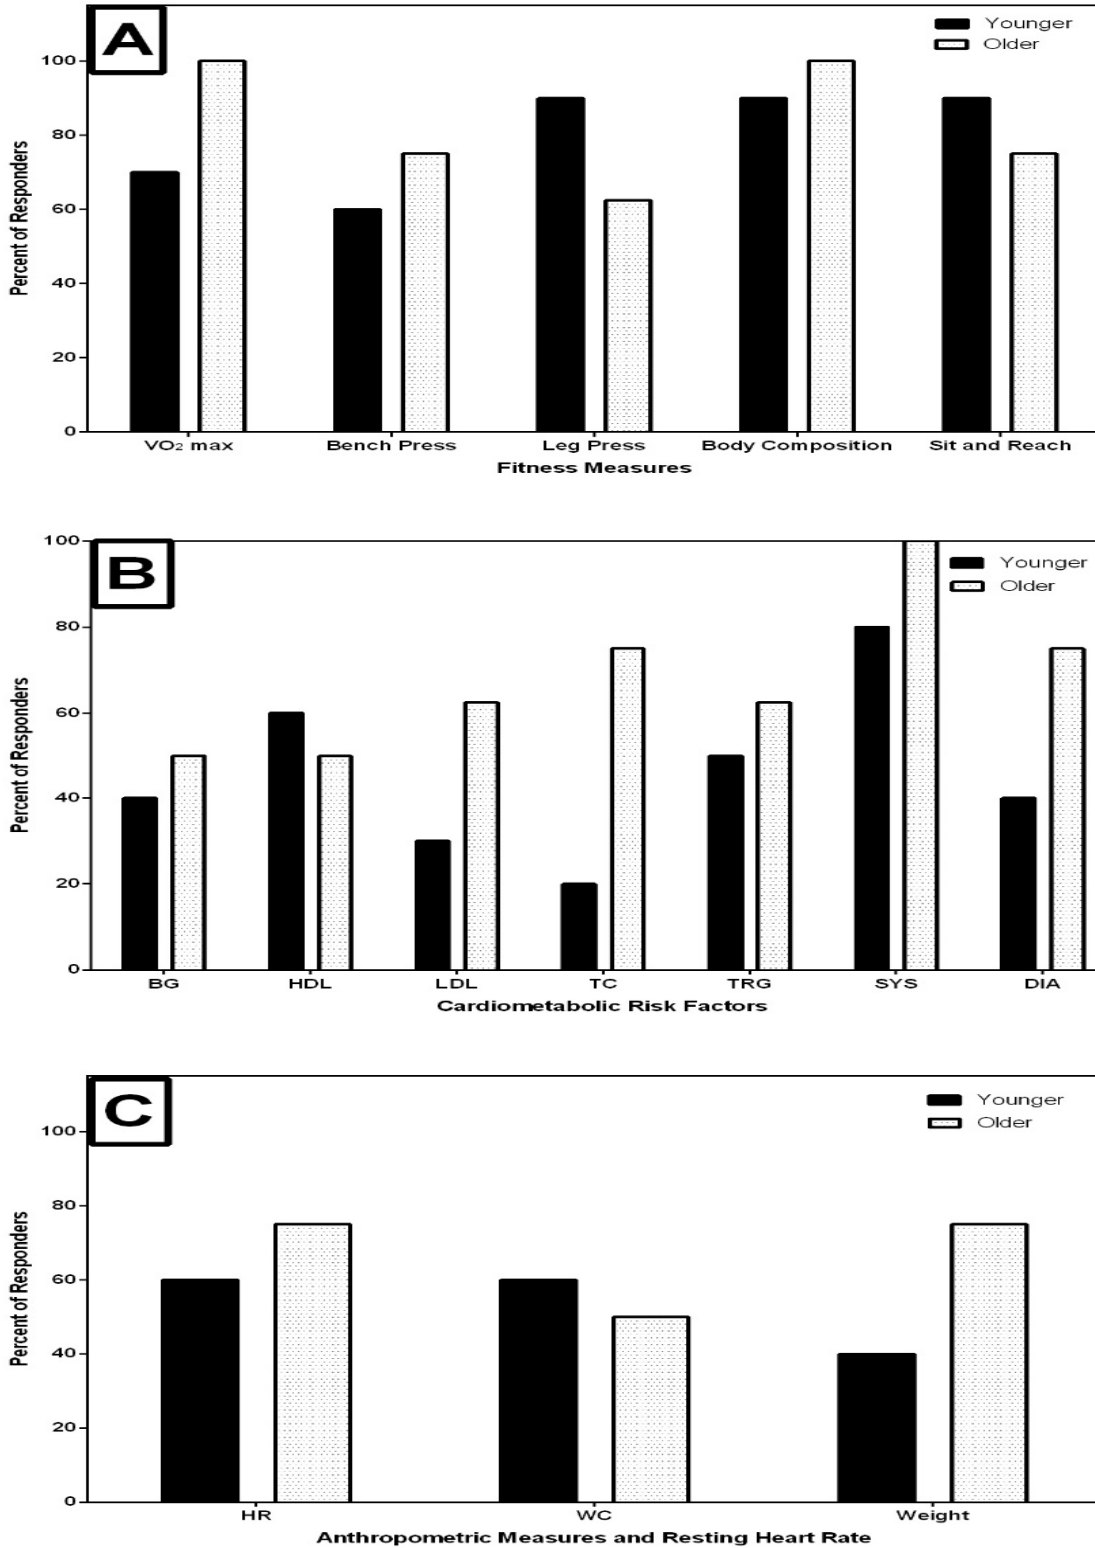 A
Younger
Older
Percent of Responders
100
80
60
40
20
0
VO₂ max Bench Press Leg Press Body Composition Sit and Reach
Fitness Measures
B
Younger
Older
Percent of Responders
100
80
60
40
20
0
BG HDL LDL TC TRG SYS DIA
Cardiometabolic Risk Factors
C
Younger
Older
Percent of Responders
100
80
60
40
20
0
HR WC Weight
Anthropometric Measures and Resting Heart Rate